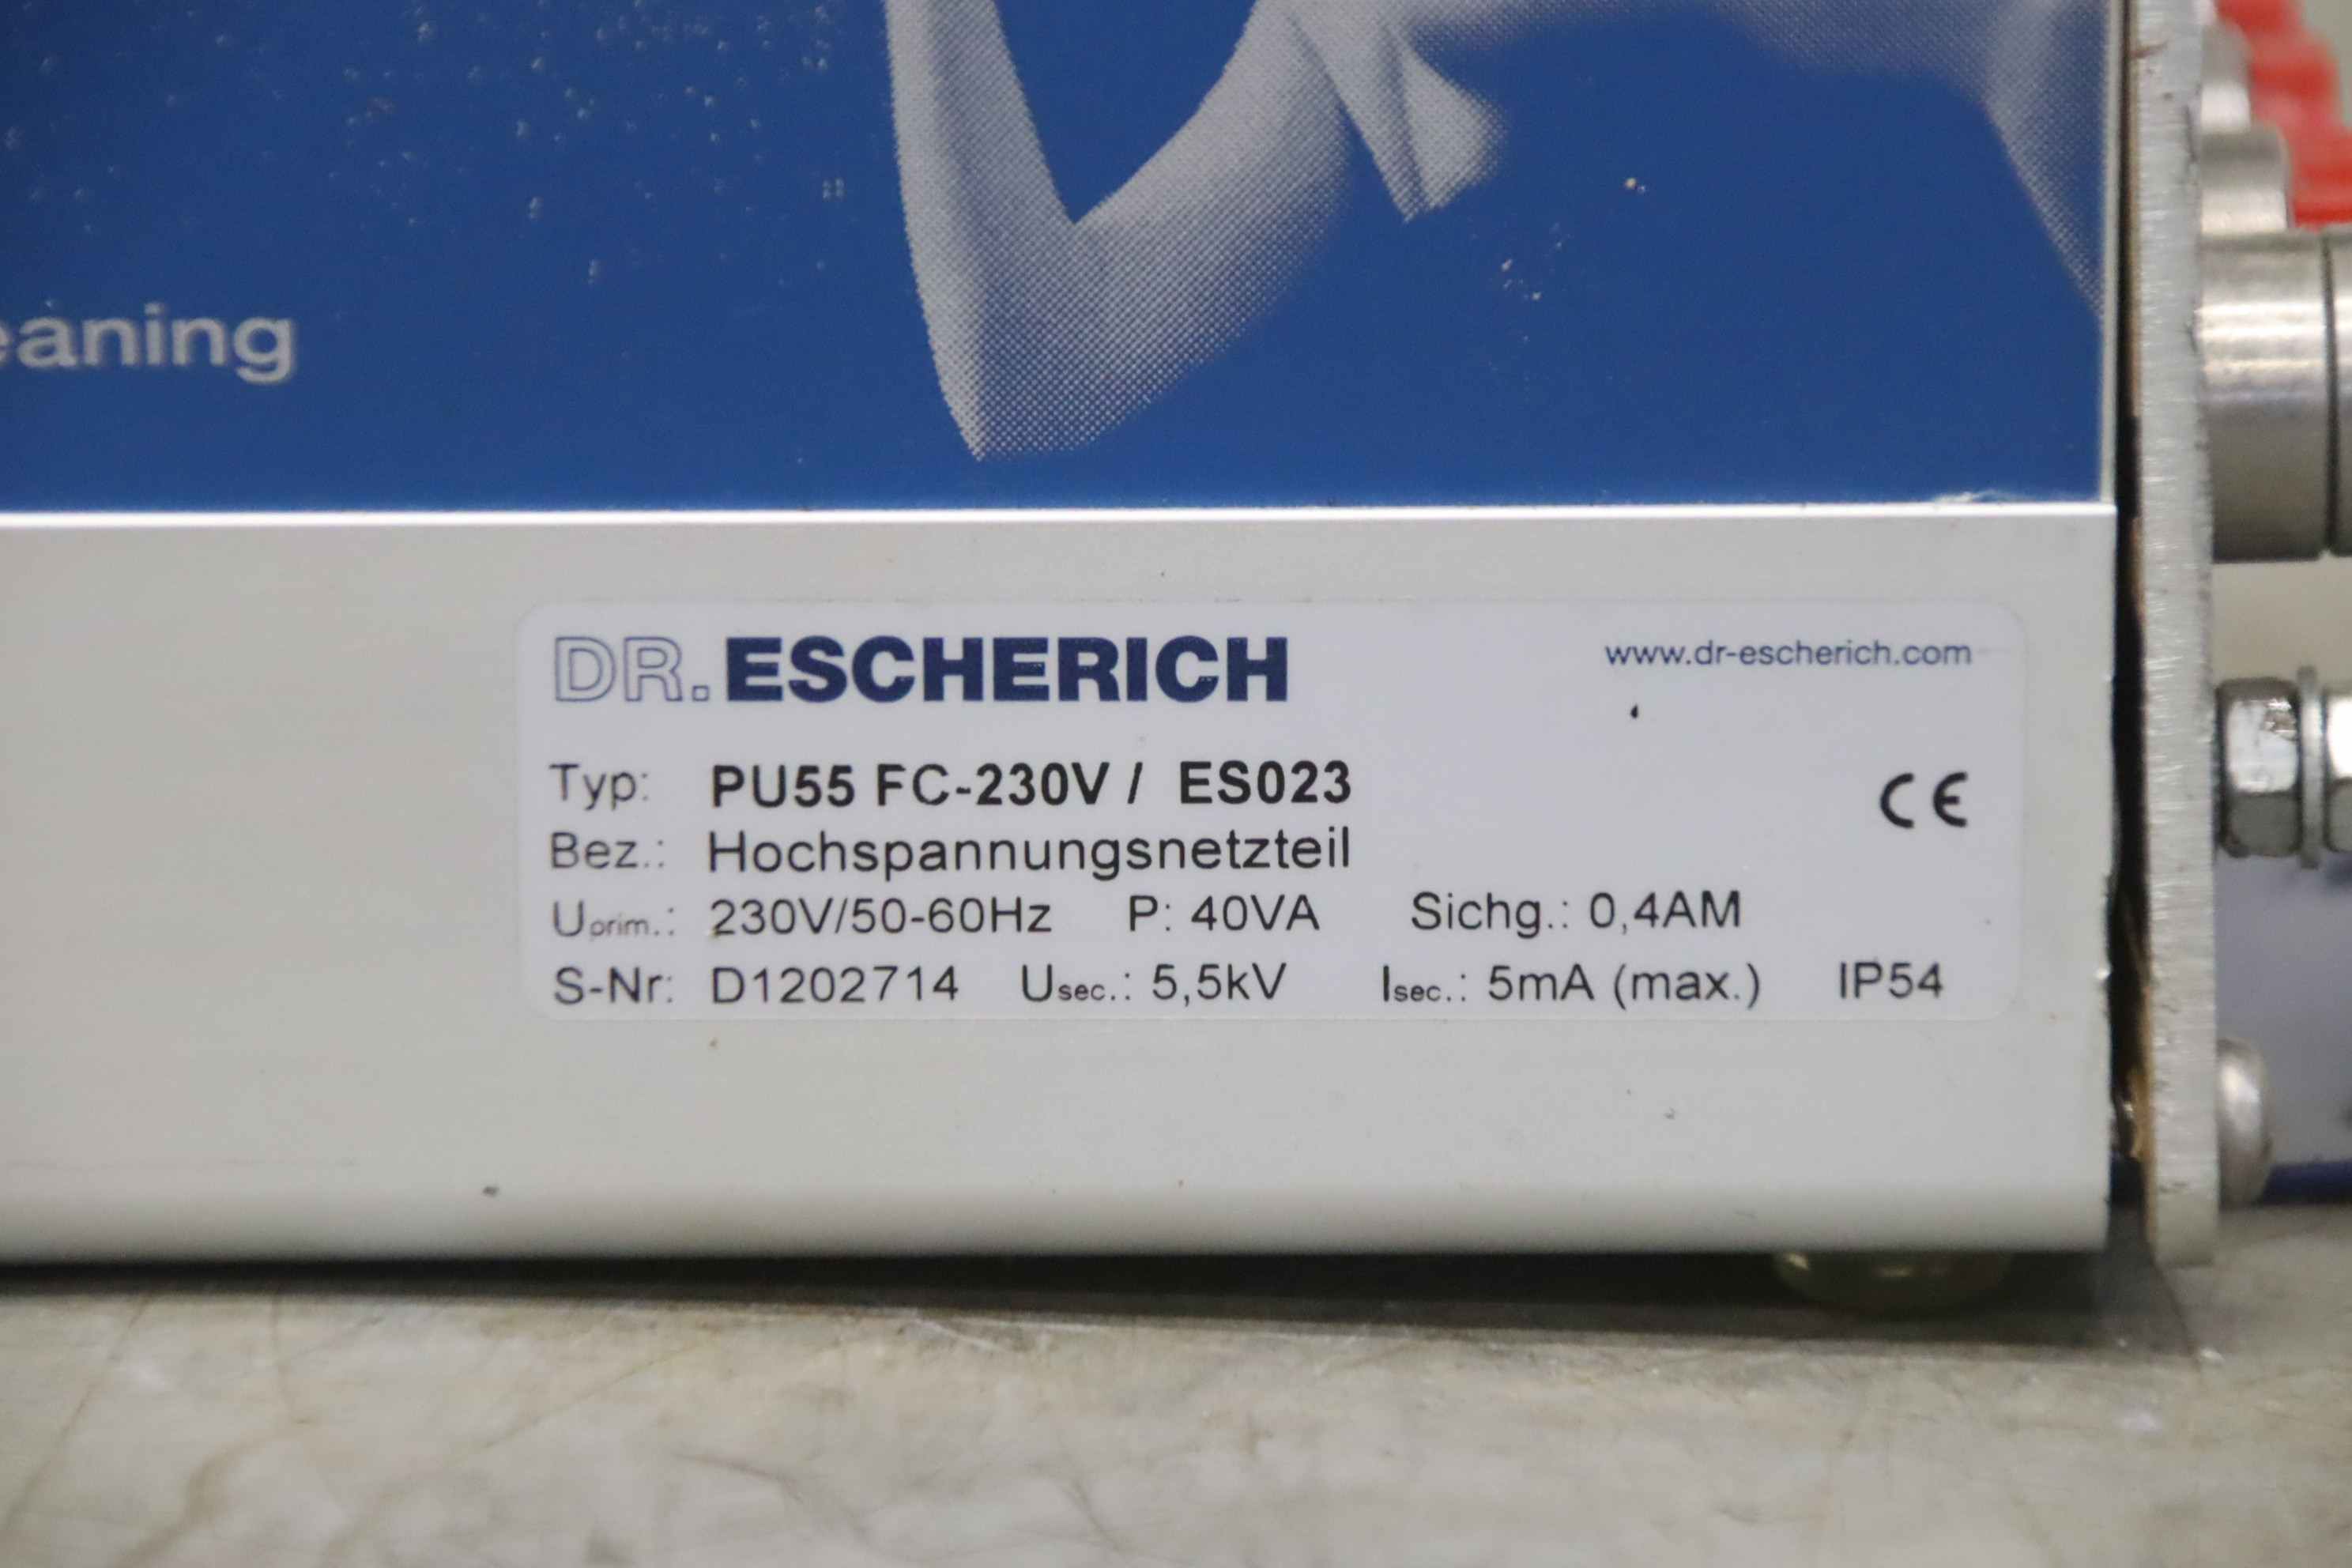 eaning
DR. ESCHERICH www.dr-escherich.com
Typ: PU55 FC-230V / ES023
CE
Bez.: Hochspannungsnetzteil
Uprim.: 230V/50-60Hz P: 40VA Sichg.: 0,4AM
S-Nr: D1202714 Usec.: 5,5kV Isec.: 5mA (max.) IP54